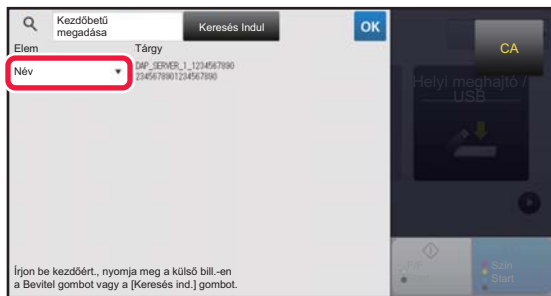 Kezdőbetű
megadása
Keresés Indul
OK
CA
Elem
Tárgy
Név
DAP_SERVER_1_1234567890
2345678901234567890
Helyi meghajtó /
USB
Írjon be kezdőért., nyomja meg a külső bill.-en
a Bevitel gombot vagy a [Keresés ind.] gombot.
Szín
Start